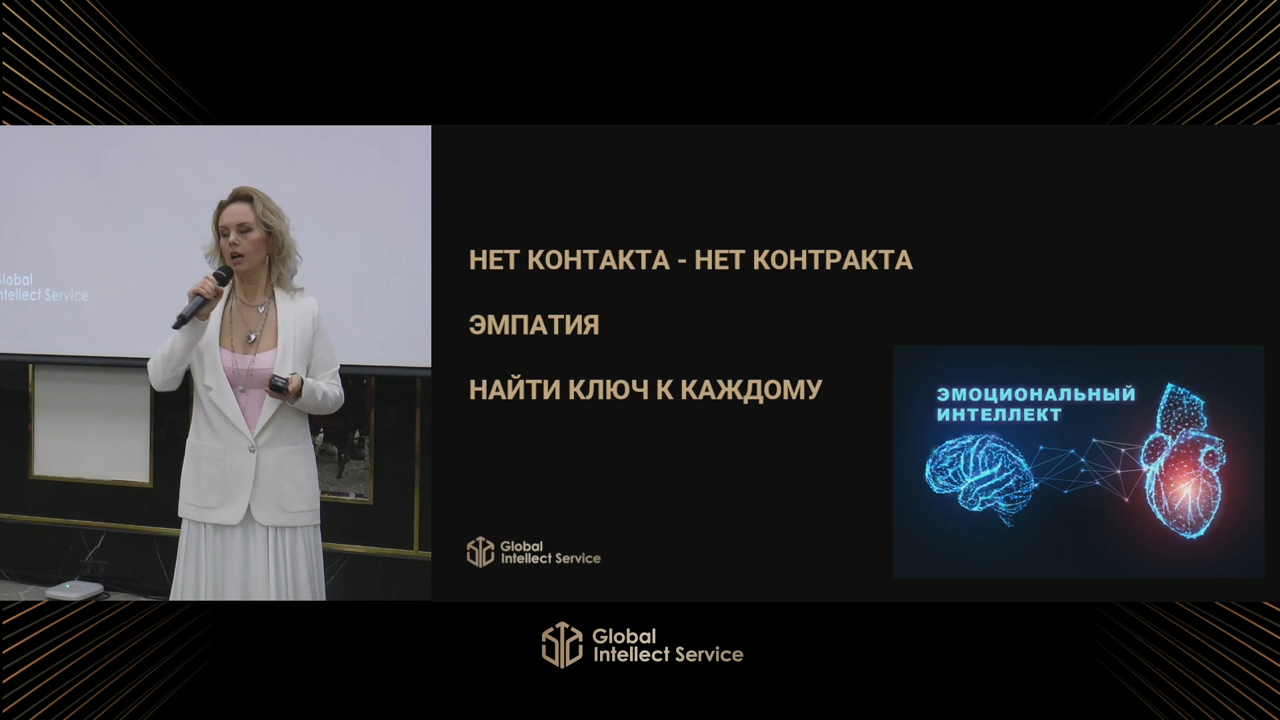 Global
Intellect Service
НЕТ КОНТАКТА - НЕТ КОНТРАКТА
ЭМПАТИЯ
НАЙТИ КЛЮЧ К КАЖДОМУ
ЭМОЦИОНАЛЬНЫЙ
ИНТЕЛЛЕКТ
Global
Intellect Service
Global
Intellect Service